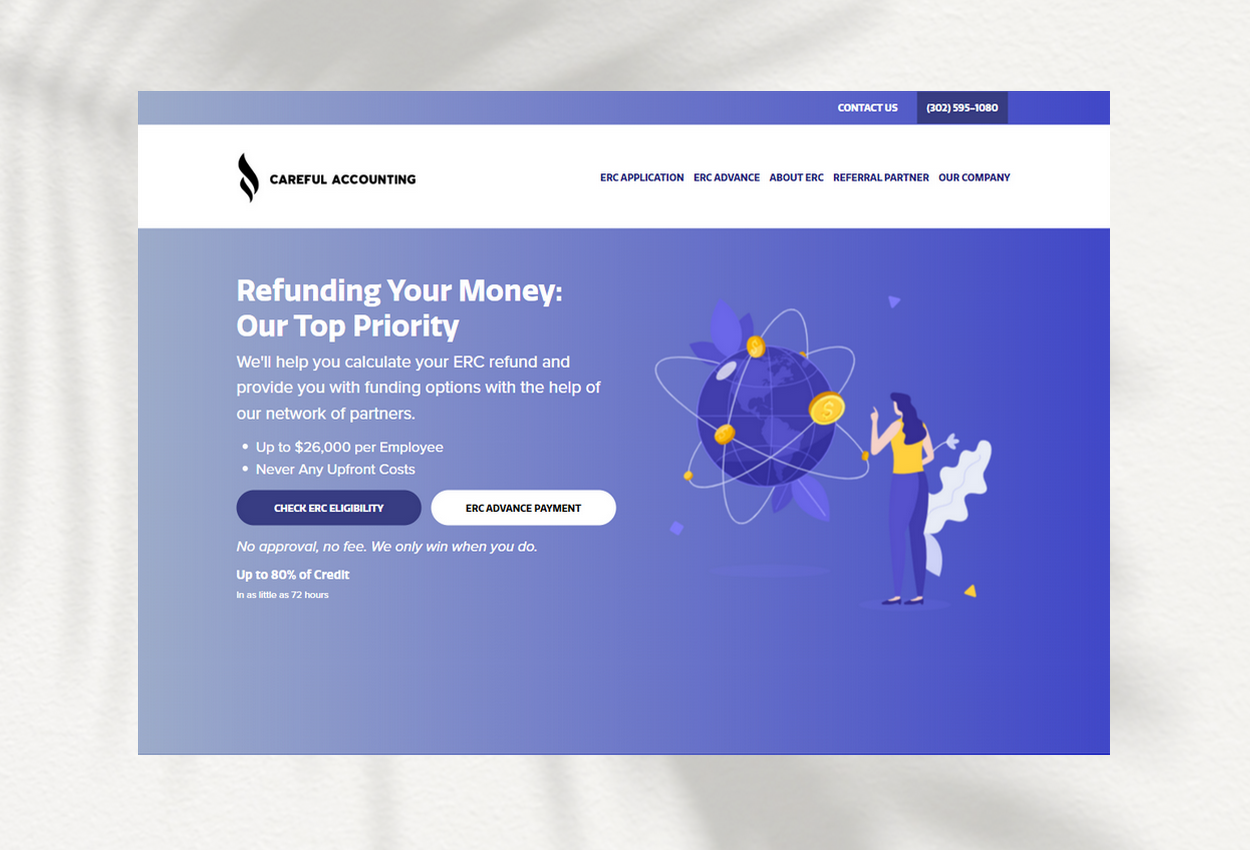 CONTACT US
(302) 595-1080
CAREFUL ACCOUNTING
ERC APPLICATION ERC ADVANCE ABOUT ERC REFERRAL PARTNER OUR COMPANY
Refunding Your Money:
Our Top Priority
We'll help you calculate your ERC refund and
provide you with funding options with the help of
our network of partners.
• Up to $26,000 per Employee
• Never Any Upfront Costs
CHECK ERC ELIGIBILITY
ERC ADVANCE PAYMENT
No approval, no fee. We only win when you do.
Up to 80% of Credit
In as little as 72 hours
$
$